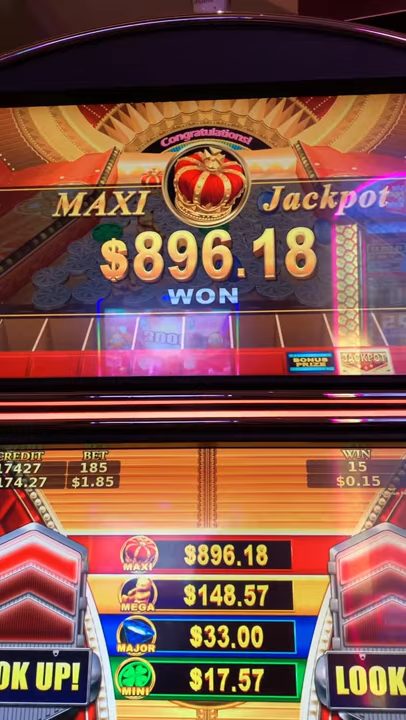 Congratulations!
MAXI Jackpot
$896.18
WON
200
BONUS
PRIZE
JACKPOT
CREDIT BET WIN
17427 185 15
174.27 $1.85 $0.15
MAXI $896.18
MEGA $148.57
MAJOR $33.00
MINI $17.57
OK UP! LOOK